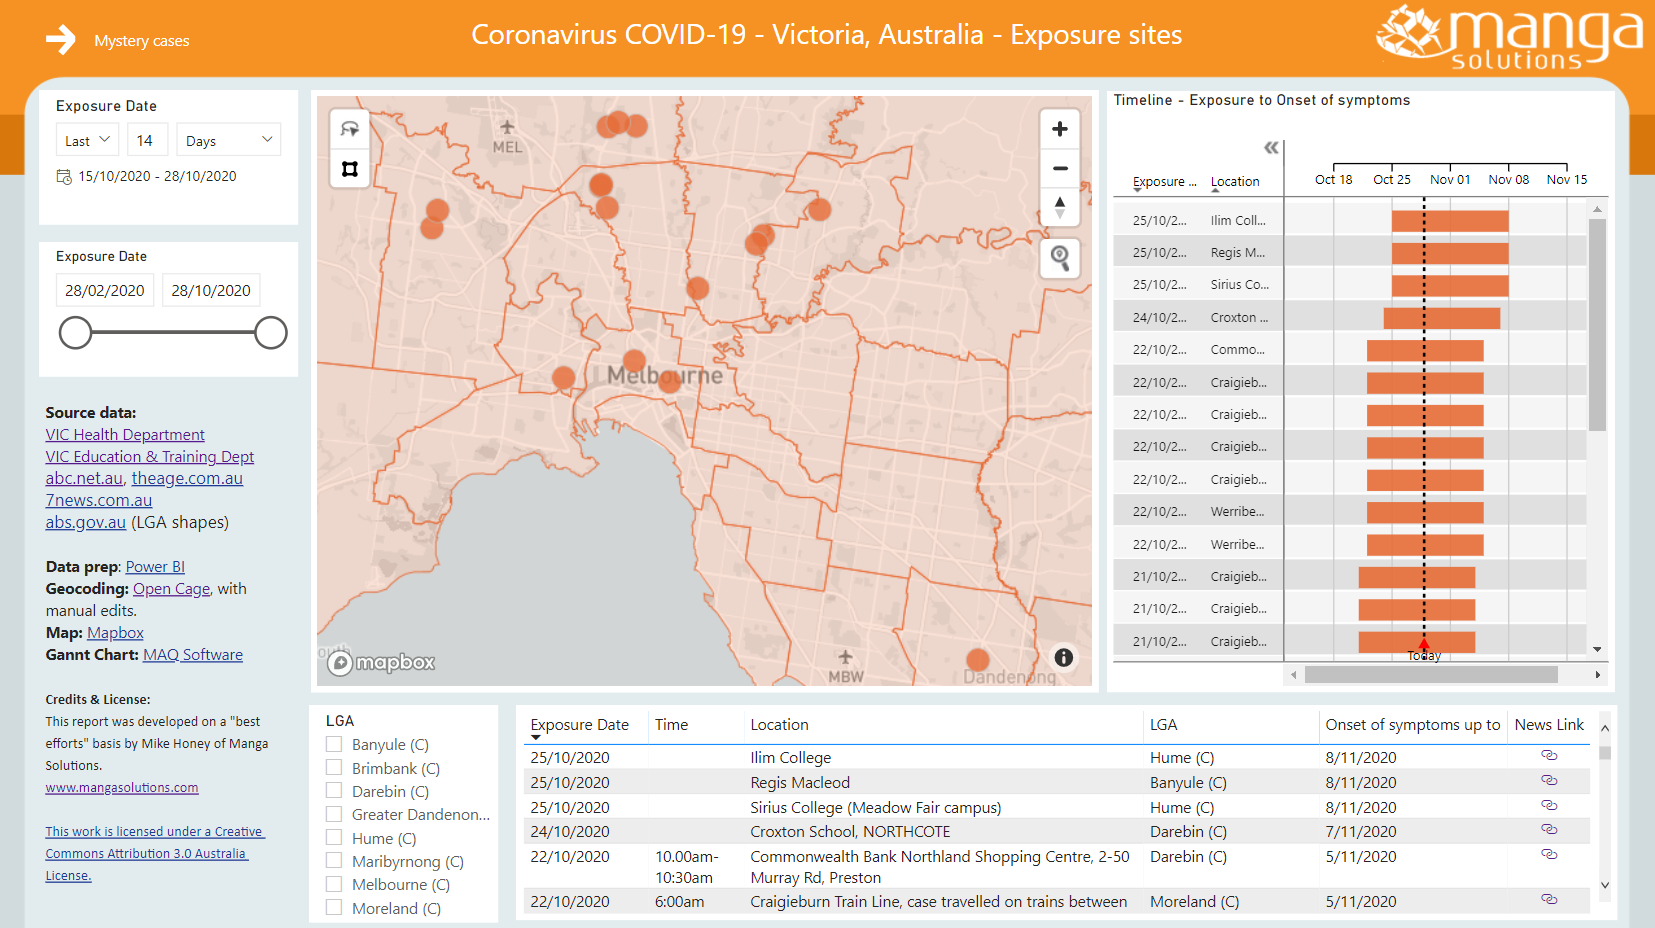 Mystery cases
Coronavirus COVID-19 - Victoria, Australia - Exposure sites
manga
solutions
Exposure Date
Last 14 Days
15/10/2020 - 28/10/2020
Exposure Date
28/02/2020 28/10/2020
Source data:
VIC Health Department
VIC Education & Training Dept
abc.net.au, theage.com.au
7news.com.au
abs.gov.au (LGA shapes)
Data prep: Power BI
Geocoding: Open Cage, with
manual edits.
Map: Mapbox
Gannt Chart: MAQ Software
Credits & License:
This report was developed on a "best
efforts" basis by Mike Honey of Manga
Solutions.
www.mangasolutions.com
This work is licensed under a Creative
Commons Attribution 3.0 Australia
License.
MEL
Melbourne
mapbox
MBW
Dandenong
Timeline - Exposure to Onset of symptoms
Exposure ... Location Oct 18 Oct 25 Nov 01 Nov 08 Nov 15
25/10/2... Ilim Coll...
25/10/2... Regis M...
25/10/2... Sirius Co...
24/10/2... Croxton ...
22/10/2... Commo...
22/10/2... Craigieb...
22/10/2... Craigieb...
22/10/2... Craigieb...
22/10/2... Craigieb...
22/10/2... Werribe...
22/10/2... Werribe...
21/10/2... Craigieb...
21/10/2... Craigieb...
21/10/2... Craigieb...
Today
LGA
Banyule (C)
Brimbank (C)
Darebin (C)
Greater Dandenon...
Hume (C)
Maribyrnong (C)
Melbourne (C)
Moreland (C)
Exposure Date Time Location LGA Onset of symptoms up to News Link
25/10/2020 Ilim College Hume (C) 8/11/2020
25/10/2020 Regis Macleod Banyule (C) 8/11/2020
25/10/2020 Sirius College (Meadow Fair campus) Hume (C) 8/11/2020
24/10/2020 Croxton School, NORTHCOTE Darebin (C) 7/11/2020
22/10/2020 10.00am- Commonwealth Bank Northland Shopping Centre, 2-50 Darebin (C) 5/11/2020
10:30am Murray Rd, Preston
22/10/2020 6:00am Craigieburn Train Line, case travelled on trains between Moreland (C) 5/11/2020